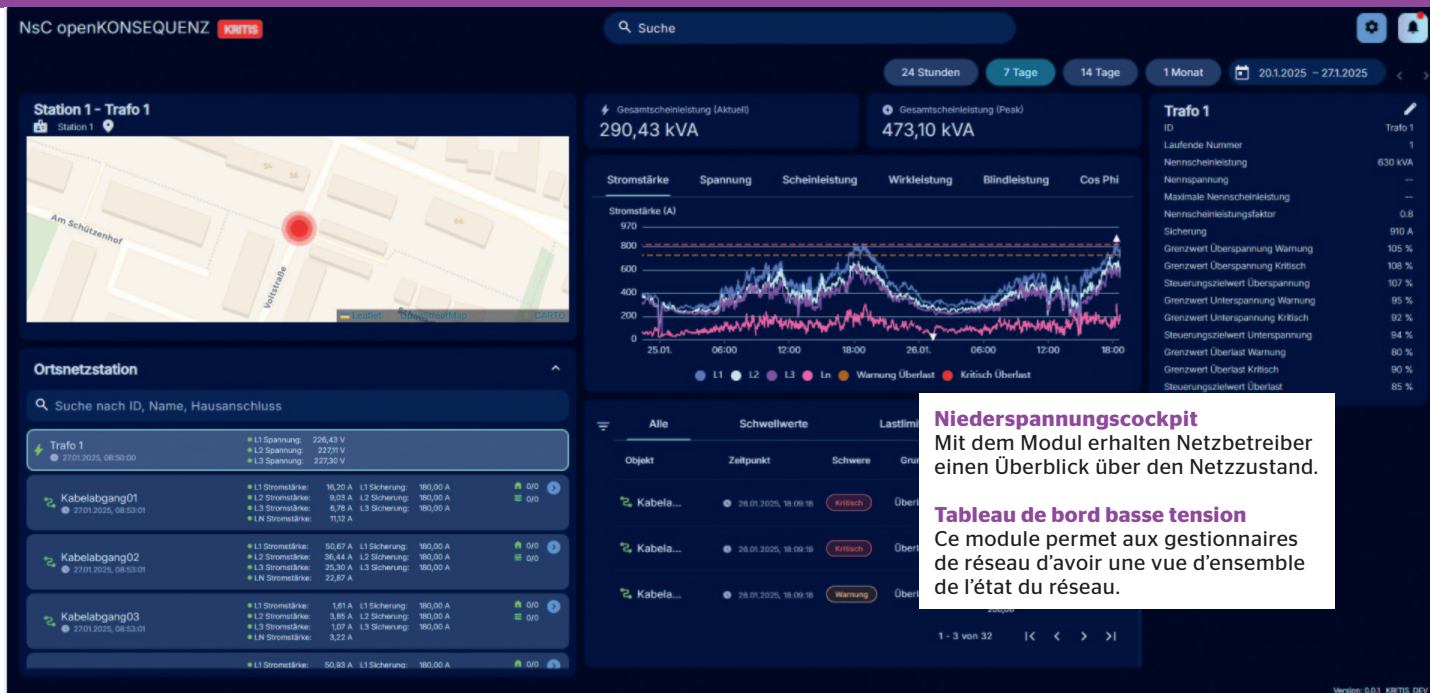 NsC openKONSEQUENZ KRITIS
Suche
24 Stunden 7 Tage 14 Tage 1 Monat 20.1.2025 – 27.1.2025
Station 1 - Trafo 1
Station 1
Am Schützenhof
Voltstraße
Leaflet OpenStreetMap CARTO
Ortsnetzstation
Suche nach ID, Name, Hausanschluss
Trafo 1
27.01.2025, 08:50:00
L1 Spannung: 226,43 V
L2 Spannung: 227,11 V
L3 Spannung: 227,30 V
Kabelabgang01
27.01.2025, 08:53:01
L1 Stromstärke: 16,20 A L1 Sicherung: 180,00 A 0/0
L2 Stromstärke: 9,03 A L2 Sicherung: 180,00 A 0/0
L3 Stromstärke: 6,78 A L3 Sicherung: 180,00 A
LN Stromstärke: 11,12 A
Kabelabgang02
27.01.2025, 08:53:01
L1 Stromstärke: 50,67 A L1 Sicherung: 180,00 A 0/0
L2 Stromstärke: 36,44 A L2 Sicherung: 180,00 A 0/0
L3 Stromstärke: 25,30 A L3 Sicherung: 180,00 A
LN Stromstärke: 22,87 A
Kabelabgang03
27.01.2025, 08:53:01
L1 Stromstärke: 1,61 A L1 Sicherung: 180,00 A 0/0
L2 Stromstärke: 3,85 A L2 Sicherung: 180,00 A 0/0
L3 Stromstärke: 1,07 A L3 Sicherung: 180,00 A
LN Stromstärke: 3,22 A
L1 Stromstärke: 50,93 A L1 Sicherung: 180,00 A 0/0
Gesamtscheinleistung (Aktuell)
290,43 kVA
Gesamtscheinleistung (Peak)
473,10 kVA
Stromstärke Spannung Scheinleistung Wirkleistung Blindleistung Cos Phi
Stromstärke (A)
970
800
600
400
200
0
25.01. 06:00 12:00 18:00 26.01. 06:00 12:00 18:00
L1 L2 L3 Ln Warnung Überlast Kritisch Überlast
Alle Schwellwerte Lastlimi
Objekt Zeitpunkt Schwere Gru
Kabela... 26.01.2025, 18:09:18 Kritisch Überl
Kabela... 26.01.2025, 18:09:19 Kritisch Überl
Kabela... 26.01.2025, 18:09:18 Warnung Überl
1 - 3 von 32
Trafo 1
ID Trafo 1
Laufende Nummer 1
Nennscheinleistung 630 kVA
Nennspannung --
Maximale Nennscheinleistung --
Nennscheinleistungsfaktor 0.8
Sicherung 910 A
Grenzwert Überspannung Warnung 105 %
Grenzwert Überspannung Kritisch 108 %
Steuerungszielwert Überspannung 107 %
Grenzwert Unterspannung Warnung 95 %
Grenzwert Unterspannung Kritisch 92 %
Steuerungszielwert Unterspannung 94 %
Grenzwert Überlast Warnung 80 %
Grenzwert Überlast Kritisch 90 %
Steuerungszielwert Überlast 85 %
Niederspannungscockpit
Mit dem Modul erhalten Netzbetreiber
einen Überblick über den Netzzustand.
Tableau de bord basse tension
Ce module permet aux gestionnaires
de réseau d'avoir une vue d'ensemble
de l'état du réseau.
Version: 0.0.1_KRITIS_DEV